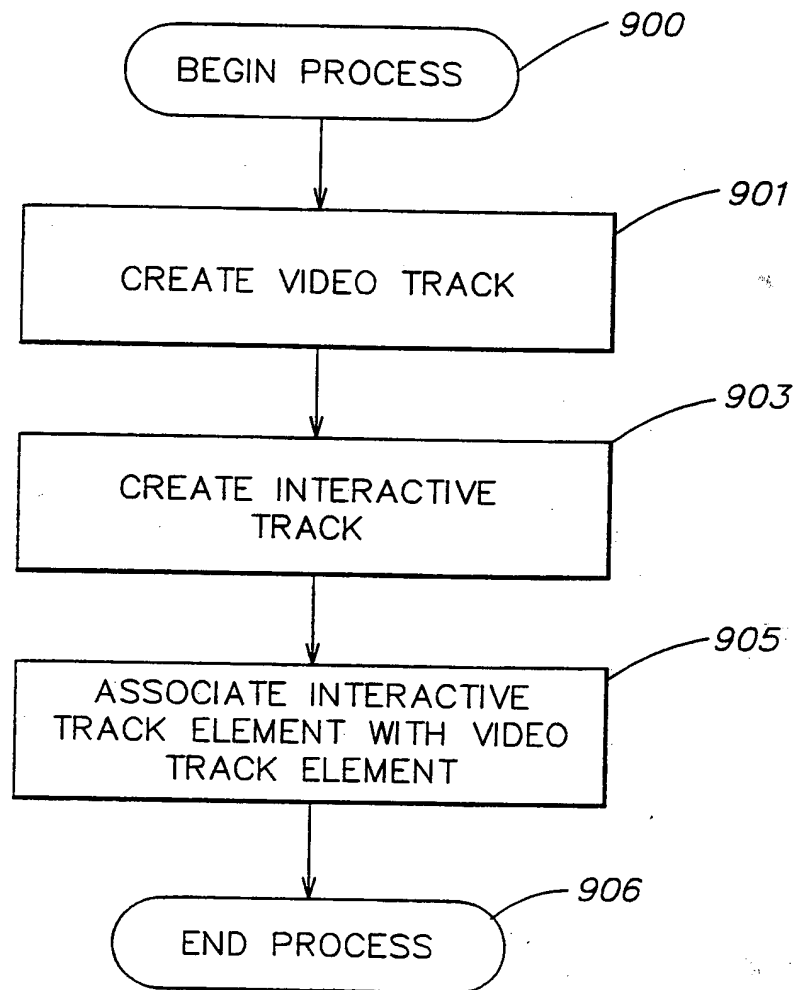 900
BEGIN PROCESS
901
CREATE VIDEO TRACK
903
CREATE INTERACTIVE
TRACK
905
ASSOCIATE INTERACTIVE
TRACK ELEMENT WITH VIDEO
TRACK ELEMENT
906
END PROCESS